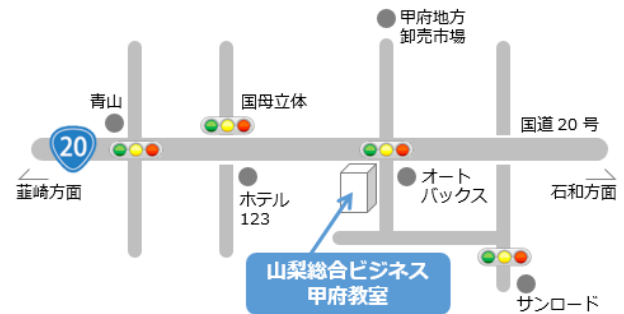 甲府地方
卸売市場
青山
国母立体
国道20号
20
韮崎方面
ホテル
123
オート
バックス
石和方面
山梨総合ビジネス
甲府教室
サンロード